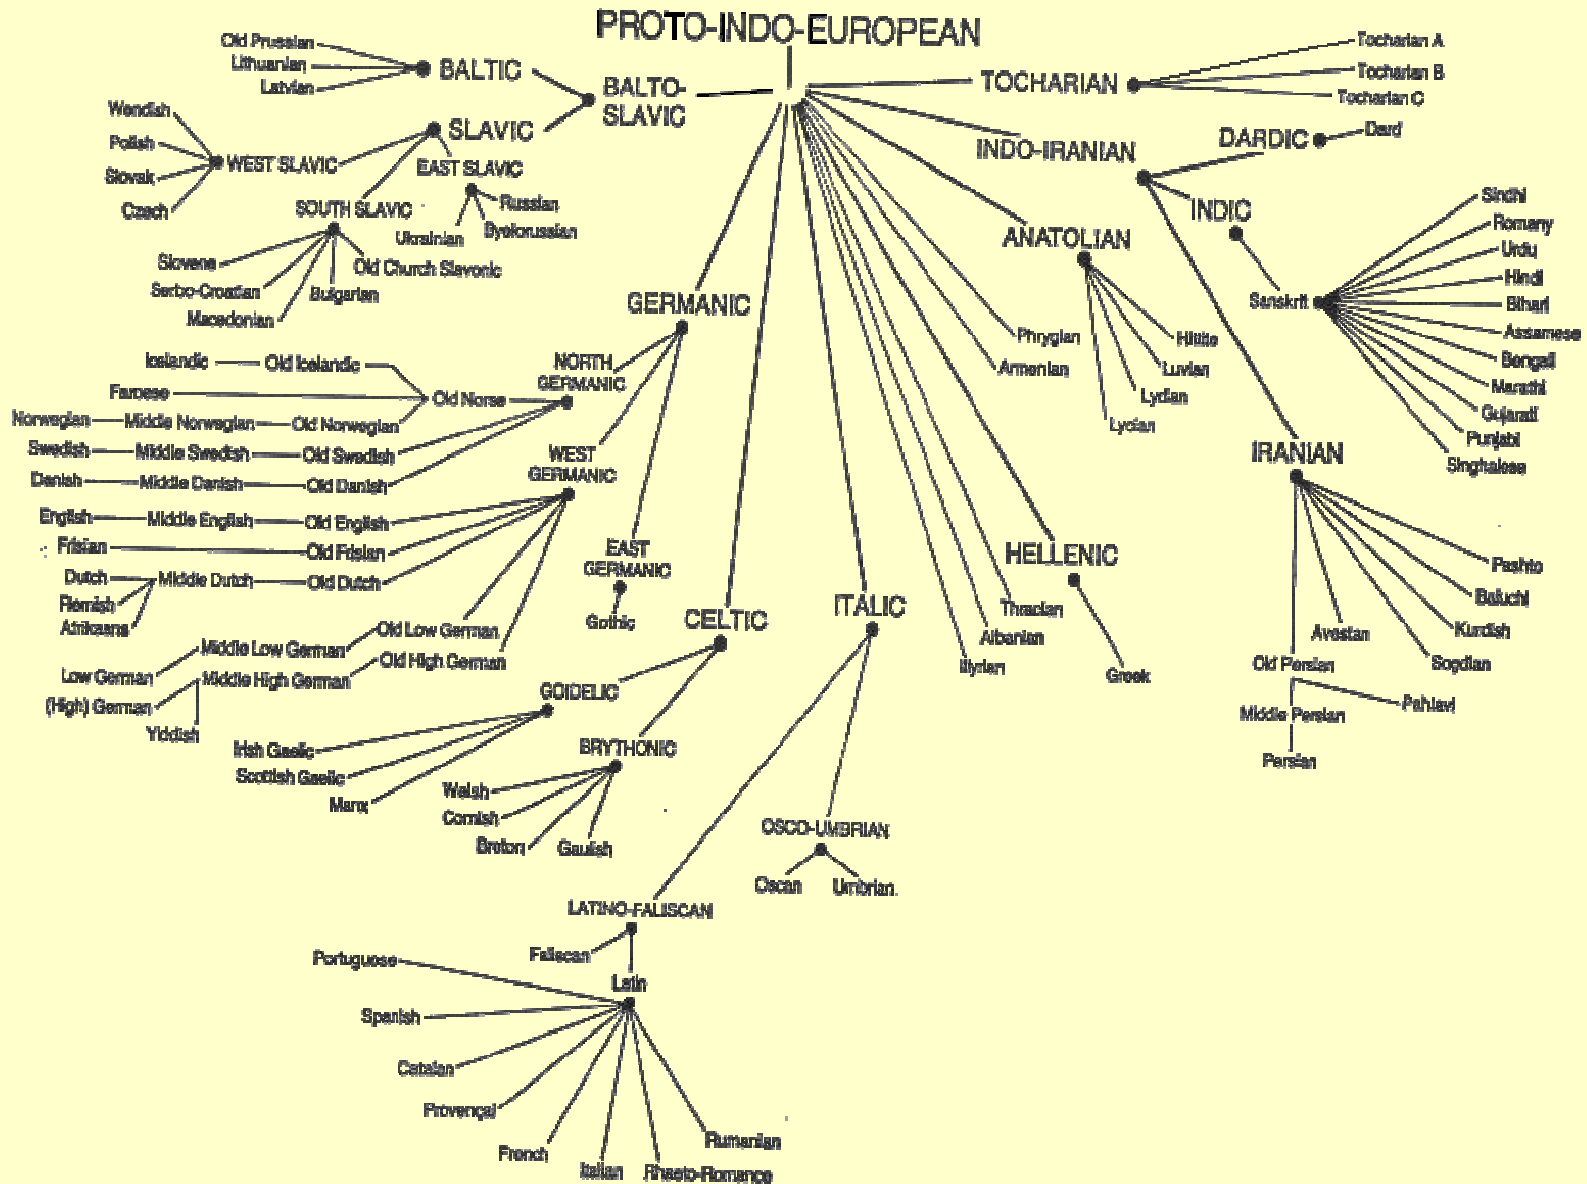 PROTO-INDO-EUROPEAN
Old Prussian
Lithuanian
Latvian
BALTIC
BALTO-
SLAVIC
SLAVIC
Wendish
Polish
Slovak
Czech
WEST SLAVIC
EAST SLAVIC
Russian
Byelorussian
Ukrainian
SOUTH SLAVIC
Slovene
Serbo-Croatian
Macedonian
Bulgarian
Old Church Slavonic
TOCHARIAN
Tocharian A
Tocharian B
Tocharian C
INDO-IRANIAN
DARDIC
Dard
INDIC
Sanskrit
Sindhi
Romany
Urdu
Hindi
Bihari
Assamese
Bengali
Marathi
Gujarati
Punjabi
Singhalese
ANATOLIAN
Hittite
Luvian
Lydian
Lycian
Phrygian
Armenian
IRANIAN
Pashto
Baluchi
Kurdish
Sogdian
Avestan
Old Persian
Pahlavi
Middle Persian
Persian
GERMANIC
NORTH
GERMANIC
Icelandic
Old Icelandic
Faroese
Old Norse
Norwegian
Middle Norwegian
Old Norwegian
Swedish
Middle Swedish
Old Swedish
Danish
Middle Danish
Old Danish
WEST
GERMANIC
English
Middle English
Old English
Frisian
Old Frisian
Dutch
Middle Dutch
Old Dutch
Flemish
Afrikaans
Old Low German
Middle Low German
Low German
Old High German
Middle High German
(High) German
Yiddish
EAST
GERMANIC
Gothic
CELTIC
GOIDELIC
Irish Gaelic
Scottish Gaelic
Manx
BRYTHONIC
Welsh
Cornish
Breton
Gaulish
ITALIC
HELLENIC
Greek
Thracian
Albanian
Illyrian
OSCO-UMBRIAN
Oscan
Umbrian
LATINO-FALISCAN
Faliscan
Latin
Portuguese
Spanish
Catalan
Provençal
French
Italian
Rhaeto-Romance
Rumanian